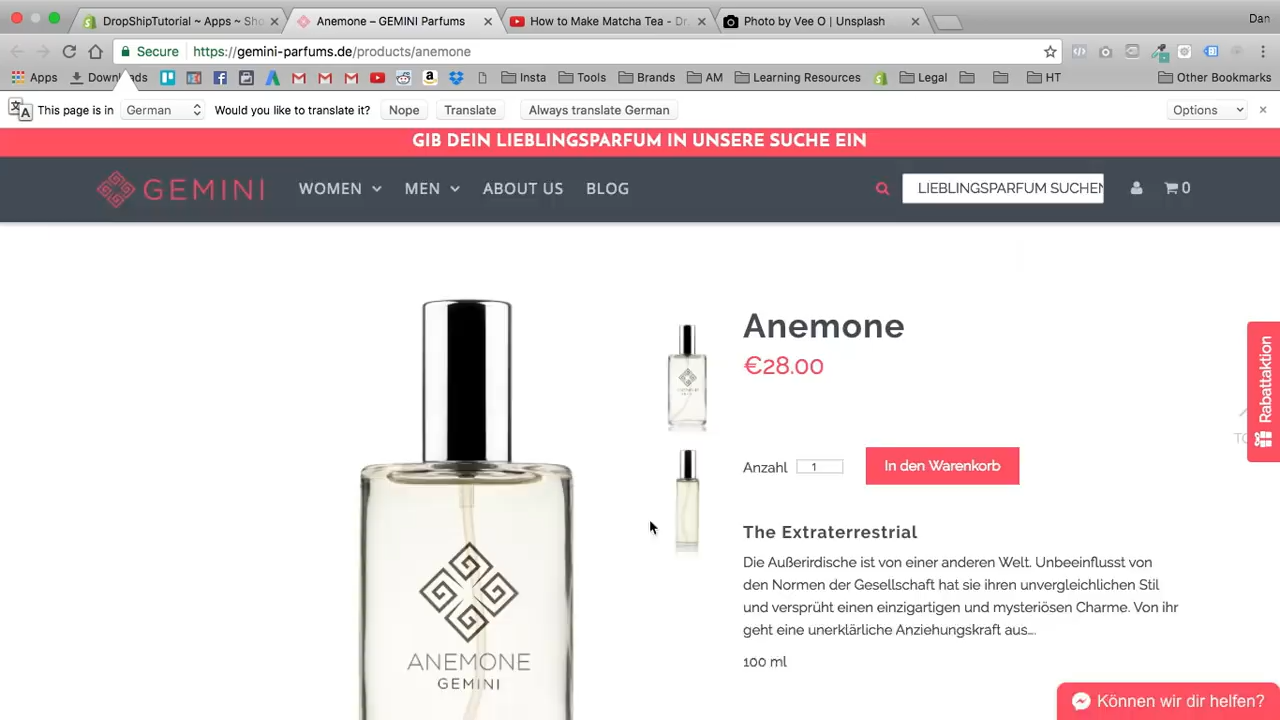 DropShipTutorial ~ Apps ~ Sho
Anemone – GEMINI Parfums
How to Make Matcha Tea - Dr
Photo by Vee O | Unsplash
Dan
Secure
https://gemini-parfums.de/products/anemone
Apps
Downloads
Insta
Tools
Brands
AM
Learning Resources
Legal
HT
Other Bookmarks
This page is in
German
Would you like to translate it?
Nope
Translate
Always translate German
Options
GIB DEIN LIEBLINGSPARFUM IN UNSERE SUCHE EIN
GEMINI
WOMEN
MEN
ABOUT US
BLOG
LIEBLINGSPARFUM SUCHEN
0
Anemone
€28.00
Anzahl
1
In den Warenkorb
Rabattaktion
The Extraterrestrial
Die Außerirdische ist von einer anderen Welt. Unbeeinflusst von
den Normen der Gesellschaft hat sie ihren unvergleichlichen Stil
und versprüht einen einzigartigen und mysteriösen Charme. Von ihr
geht eine unerklärliche Anziehungskraft aus...
100 ml
ANEMONE
GEMINI
Können wir dir helfen?